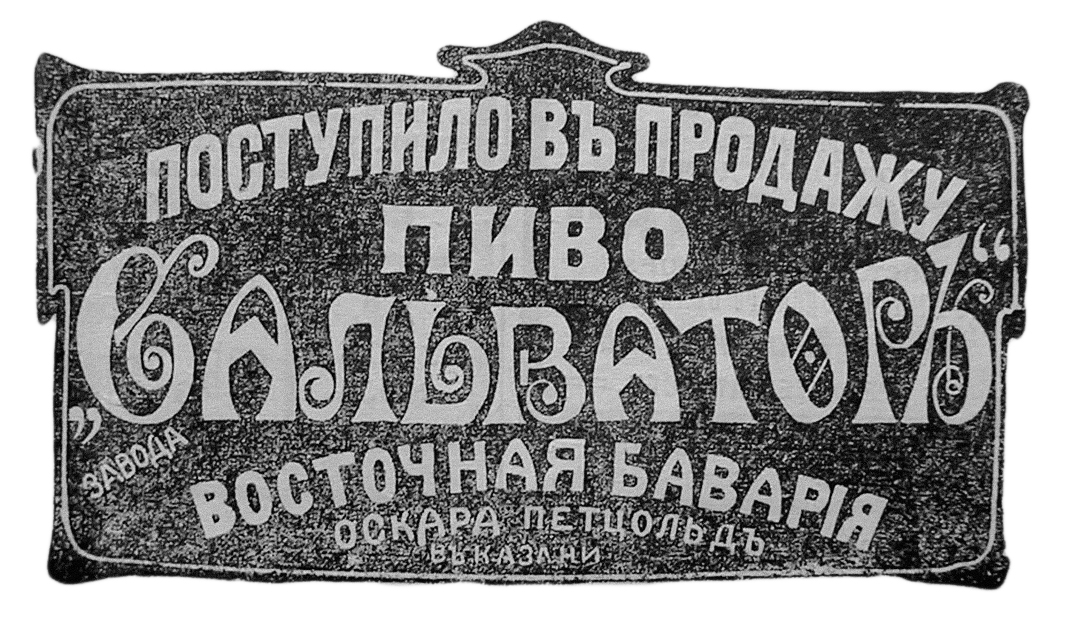 ПОСТУПИЛО ВЪ ПРОДАЖУ
ПИВО
„САЛЬВАТОРЪ“
ЗАВОДА
ВОСТОЧНАЯ БАВАРІЯ
ОСКАРА ПЕТЦОЛЬДЪ
ВЪ КАЗАНИ